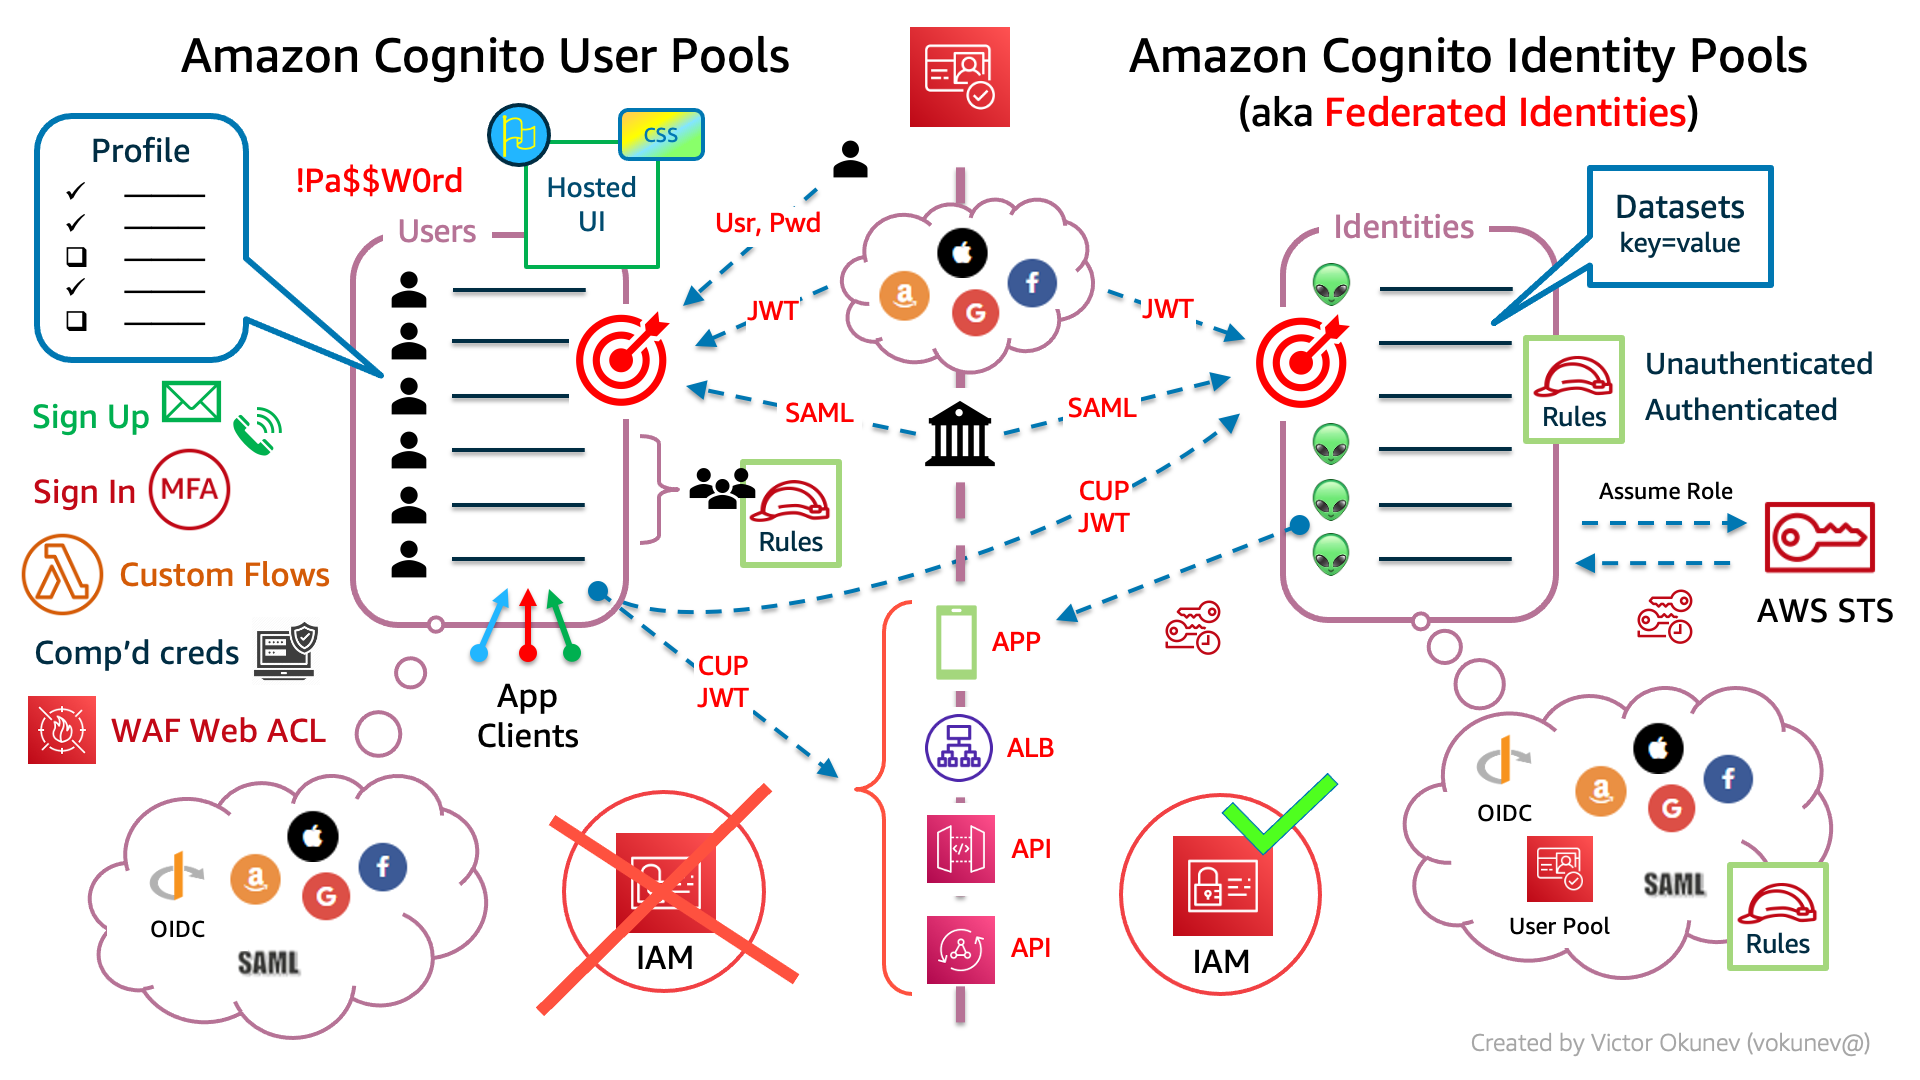 Amazon Cognito User Pools
Amazon Cognito Identity Pools
(aka Federated Identities)
Profile
!Pa$$W0rd
CSS
Hosted
UI
Users
Usr, Pwd
JWT
SAML
a
G
f
JWT
SAML
Identities
Datasets
key=value
Rules
Unauthenticated
Authenticated
Sign Up
Sign In
MFA
Custom Flows
Comp'd creds
WAF Web ACL
Rules
CUP
JWT
Assume Role
AWS STS
App
Clients
CUP
JWT
APP
ALB
API
API
OIDC
a
G
f
SAML
IAM
IAM
OIDC
a
G
f
User Pool
SAML
Rules
Created by Victor Okunev (vokunev@)